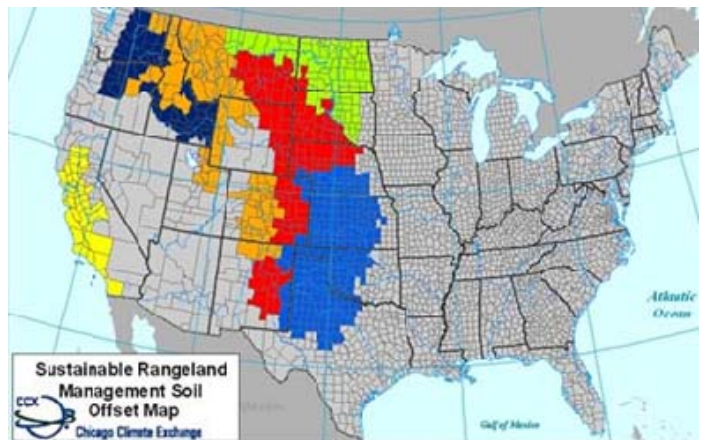 Atlantic
Ocean
Gulf of Mexico
Sustainable Rangeland
Management Soil
Offset Map
CCX
Chicago Climate Exchange